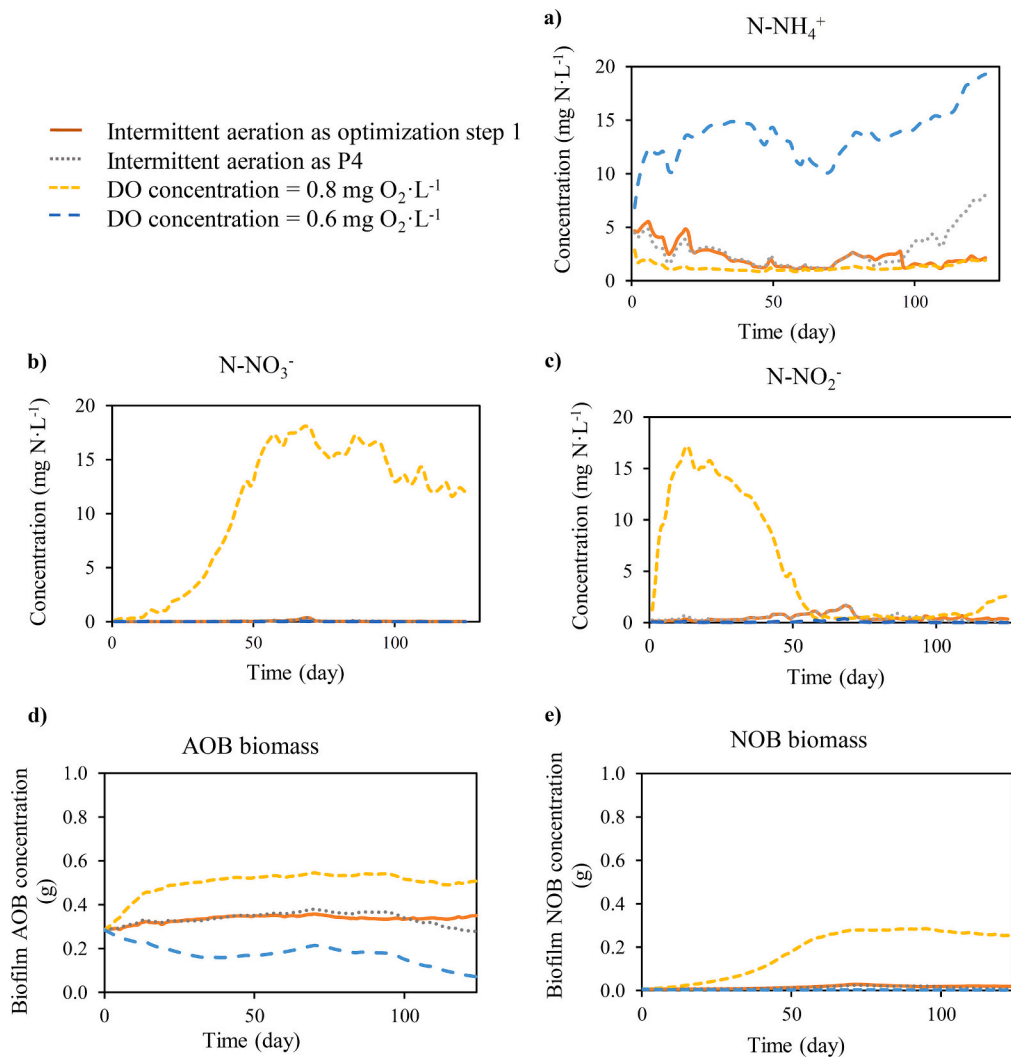 a)
N-NH₄⁺
Intermittent aeration as optimization step 1
Intermittent aeration as P4
DO concentration = 0.8 mg O₂·L⁻¹
DO concentration = 0.6 mg O₂·L⁻¹
Concentration (mg N·L⁻¹)
20
15
10
5
0
0 50 100
Time (day)
b)
N-NO₃⁻
Concentration (mg N·L⁻¹)
20
15
10
5
0
0 50 100
Time (day)
c)
N-NO₂⁻
Concentration (mg N·L⁻¹)
20
15
10
5
0
0 50 100
Time (day)
d)
AOB biomass
Biofilm AOB concentration
(g)
1.0
0.8
0.6
0.4
0.2
0.0
0 50 100
Time (day)
e)
NOB biomass
Biofilm NOB concentration
(g)
1.0
0.8
0.6
0.4
0.2
0.0
0 50 100
Time (day)